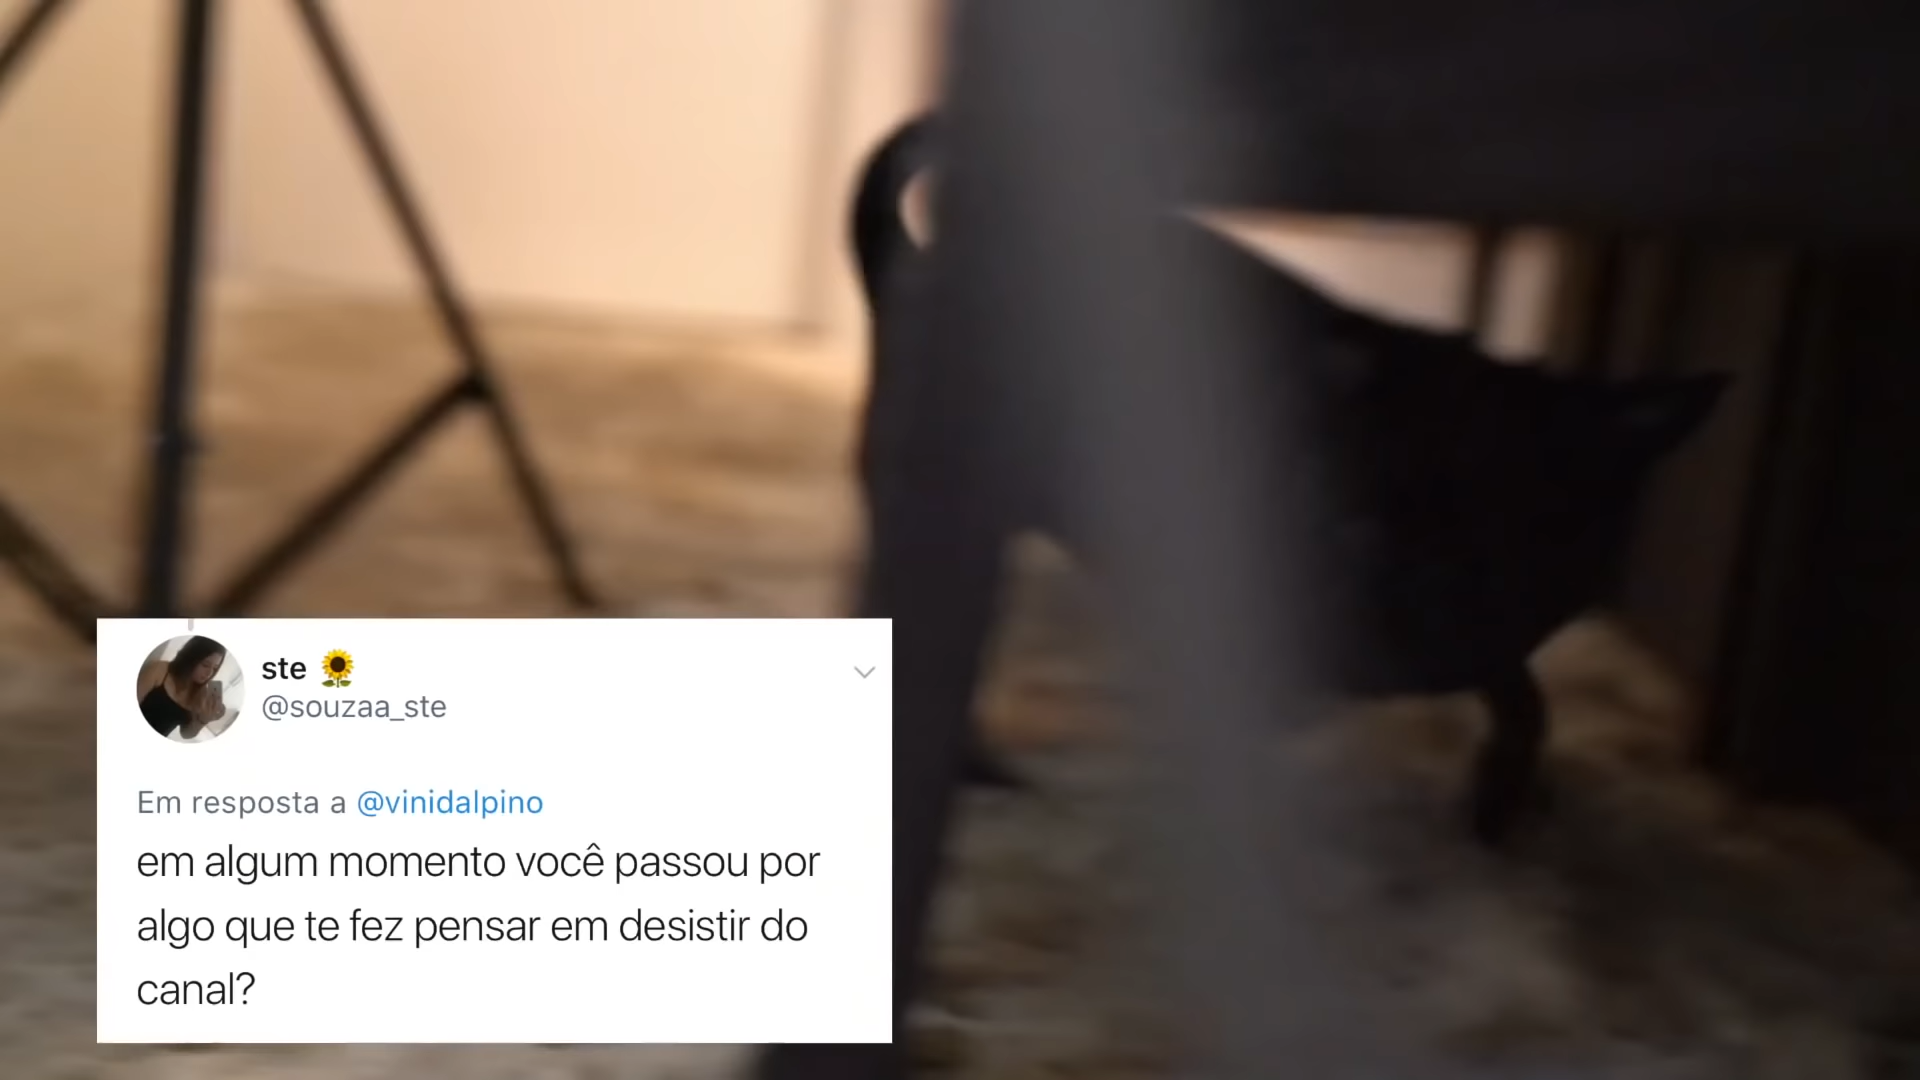 ste 🌻
@souzaa_ste
Em resposta a @vinidalpino
em algum momento você passou por
algo que te fez pensar em desistir do
canal?